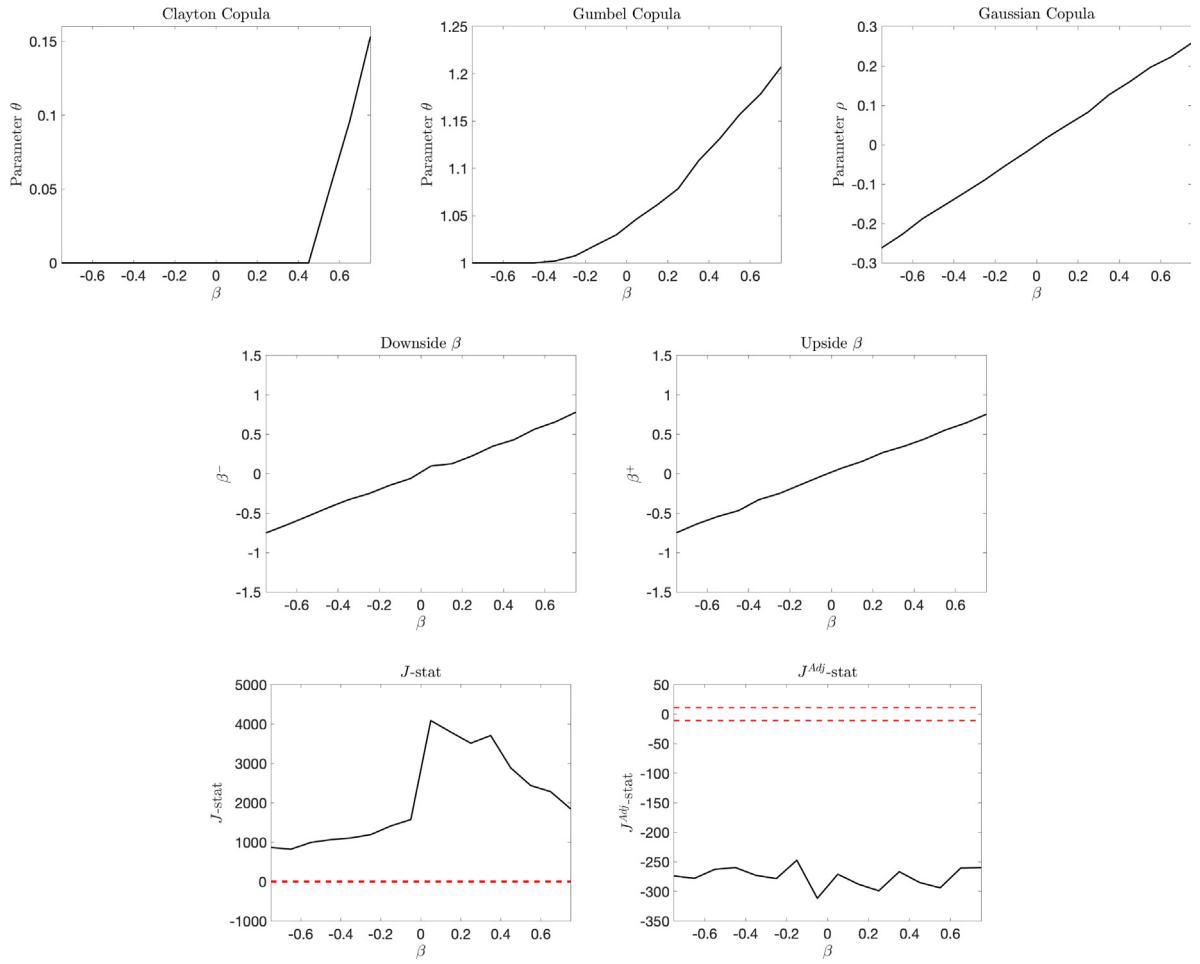 Clayton Copula
Parameter θ
0.15
0.1
0.05
0
-0.6 -0.4 -0.2 0 0.2 0.4 0.6
β
Gumbel Copula
Parameter θ
1.25
1.2
1.15
1.1
1.05
1
-0.6 -0.4 -0.2 0 0.2 0.4 0.6
β
Gaussian Copula
Parameter ρ
0.3
0.2
0.1
0
-0.1
-0.2
-0.3
-0.6 -0.4 -0.2 0 0.2 0.4 0.6
β
Downside β
β⁻
1.5
1
0.5
0
-0.5
-1
-1.5
-0.6 -0.4 -0.2 0 0.2 0.4 0.6
β
Upside β
β⁺
1.5
1
0.5
0
-0.5
-1
-1.5
-0.6 -0.4 -0.2 0 0.2 0.4 0.6
β
J-stat
J-stat
5000
4000
3000
2000
1000
0
-1000
-0.6 -0.4 -0.2 0 0.2 0.4 0.6
β
J^Adj-stat
J^Adj-stat
50
0
-50
-100
-150
-200
-250
-300
-350
-0.6 -0.4 -0.2 0 0.2 0.4 0.6
β